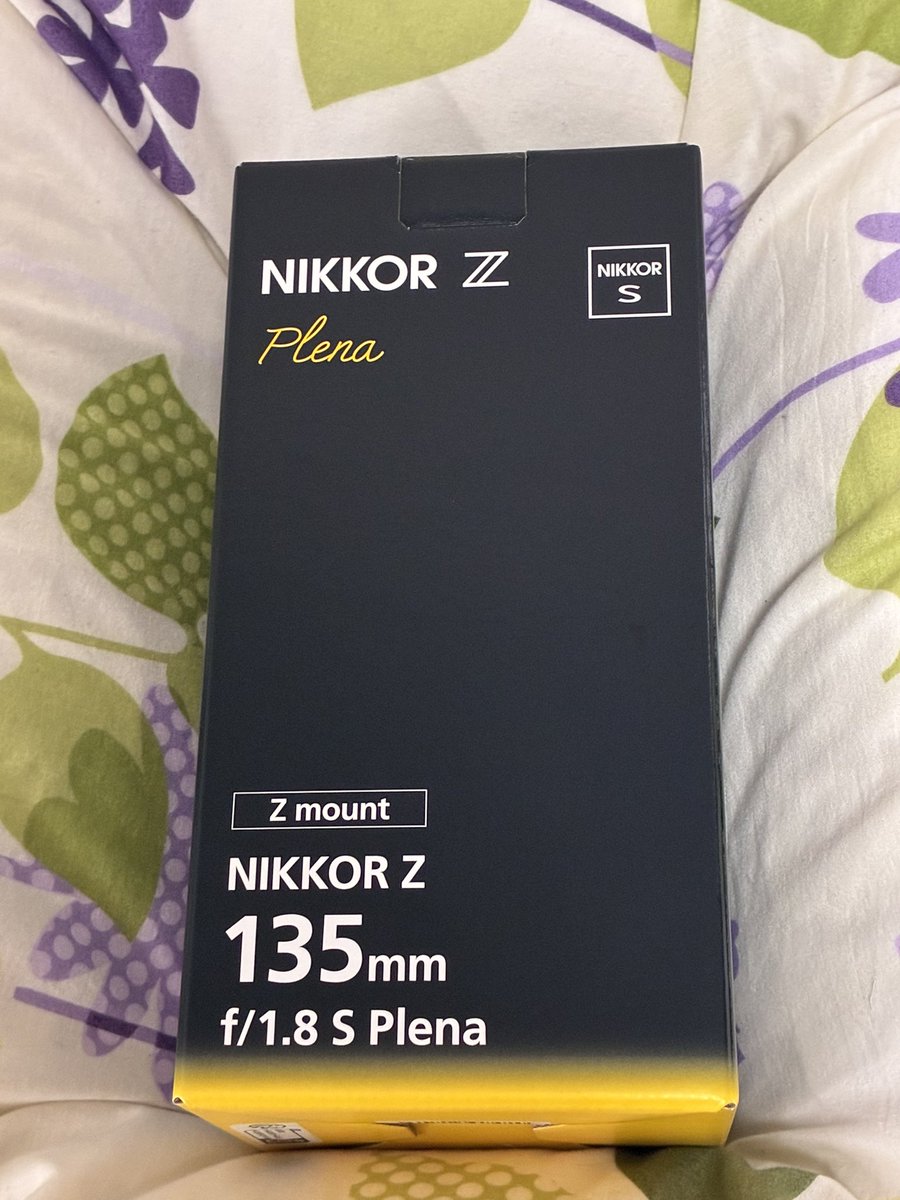 NIKKOR Z
NIKKOR
S
Plena
Z mount
NIKKOR Z
135mm
f/1.8 S Plena